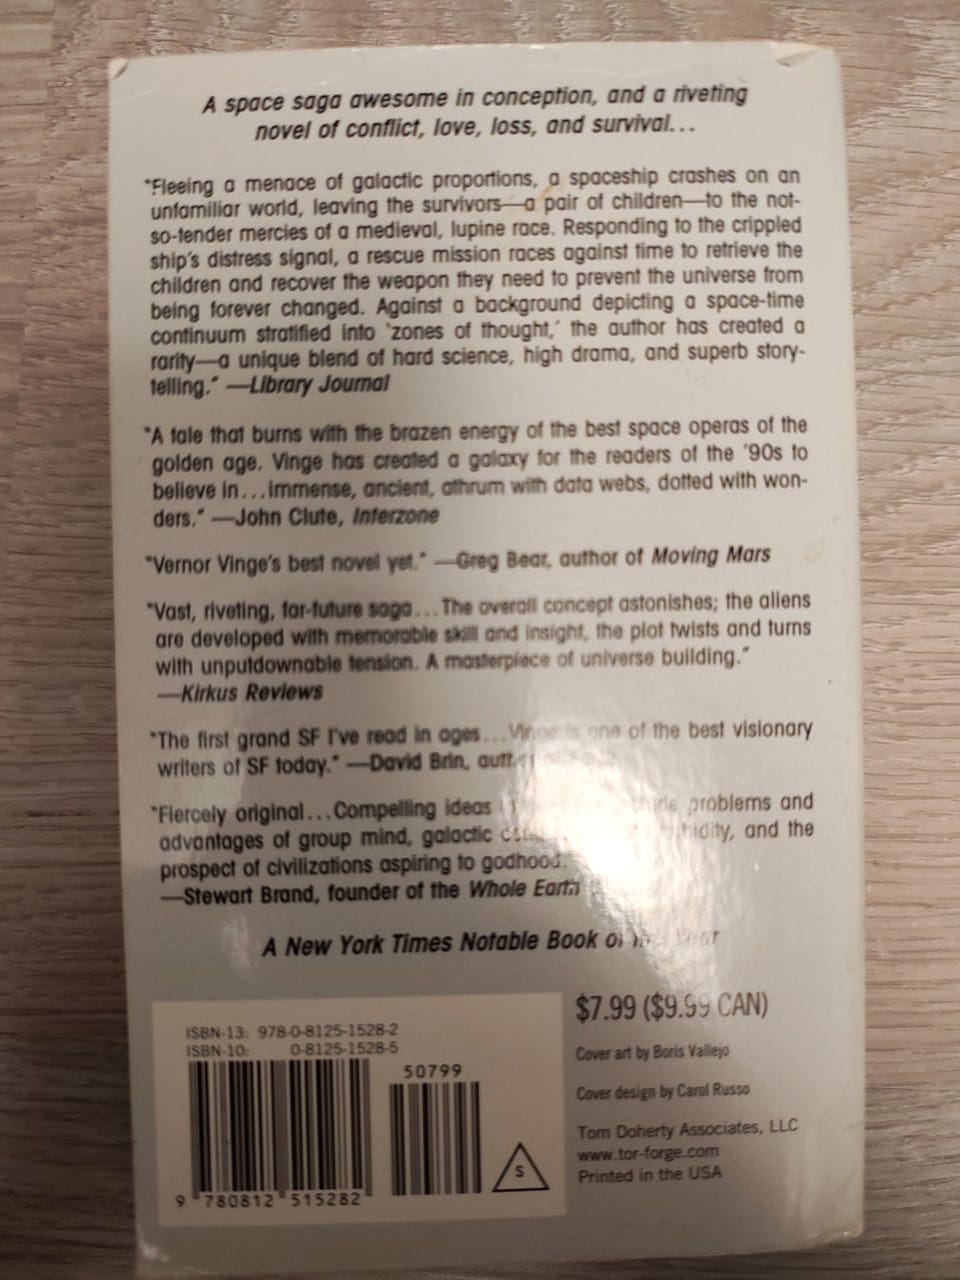 A space saga awesome in conception, and a riveting
novel of conflict, love, loss, and survival...
"Fleeing a menace of galactic proportions, a spaceship crashes on an
unfamiliar world, leaving the survivors—a pair of children—to the not-
so-tender mercies of a medieval, lupine race. Responding to the crippled
ship's distress signal, a rescue mission races against time to retrieve the
children and recover the weapon they need to prevent the universe from
being forever changed. Against a background depicting a space-time
continuum stratified into 'zones of thought,' the author has created a
rarity—a unique blend of hard science, high drama, and superb story-
telling." —Library Journal
"A tale that burns with the brazen energy of the best space operas of the
golden age. Vinge has created a galaxy for the readers of the '90s to
believe in...immense, ancient, athrum with data webs, dotted with won-
ders." —John Clute, Interzone
"Vernor Vinge's best novel yet." —Greg Bear, author of Moving Mars
"Vast, riveting, far-future saga...The overall concept astonishes; the aliens
are developed with memorable skill and insight, the plot twists and turns
with unputdownable tension. A masterpiece of universe building."
—Kirkus Reviews
"The first grand SF I've read in ages...Vinge is one of the best visionary
writers of SF today." —David Brin,
"Fiercely original...Compelling ideas problems and
advantages of group mind, galactic and the
prospect of civilizations aspiring to godhood.
—Stewart Brand, founder of the Whole Earth
A New York Times Notable Book of the Year
ISBN-13: 978-0-8125-1528-2
ISBN-10: 0-8125-1528-5
50799
9 780812 515282
S
$7.99 ($9.99 CAN)
Cover art by Boris Vallejo
Cover design by Carol Russo
Tom Doherty Associates, LLC
www.tor-forge.com
Printed in the USA